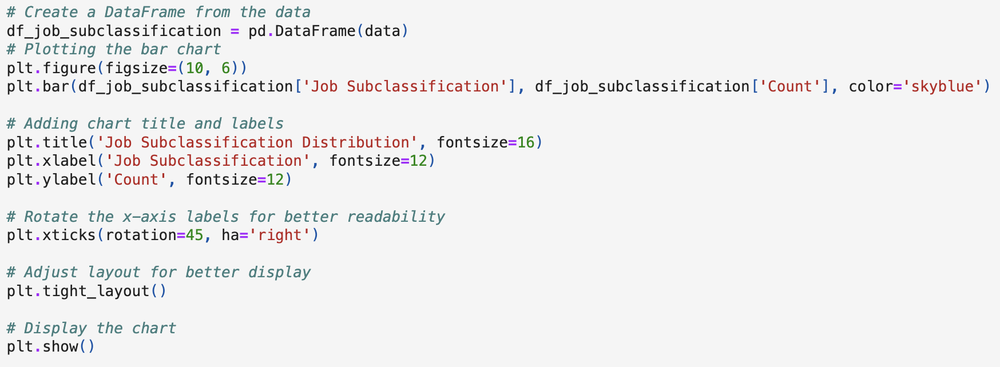 # Create a DataFrame from the data
df_job_subclassification = pd.DataFrame(data)
# Plotting the bar chart
plt.figure(figsize=(10, 6))
plt.bar(df_job_subclassification['Job Subclassification'], df_job_subclassification['Count'], color='skyblue')

# Adding chart title and labels
plt.title('Job Subclassification Distribution', fontsize=16)
plt.xlabel('Job Subclassification', fontsize=12)
plt.ylabel('Count', fontsize=12)

# Rotate the x-axis labels for better readability
plt.xticks(rotation=45, ha='right')

# Adjust layout for better display
plt.tight_layout()

# Display the chart
plt.show()